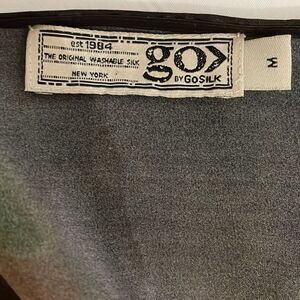 est 1984
THE ORIGINAL WASHABLE SILK
NEW YORK
go>
BY GOSILK
M